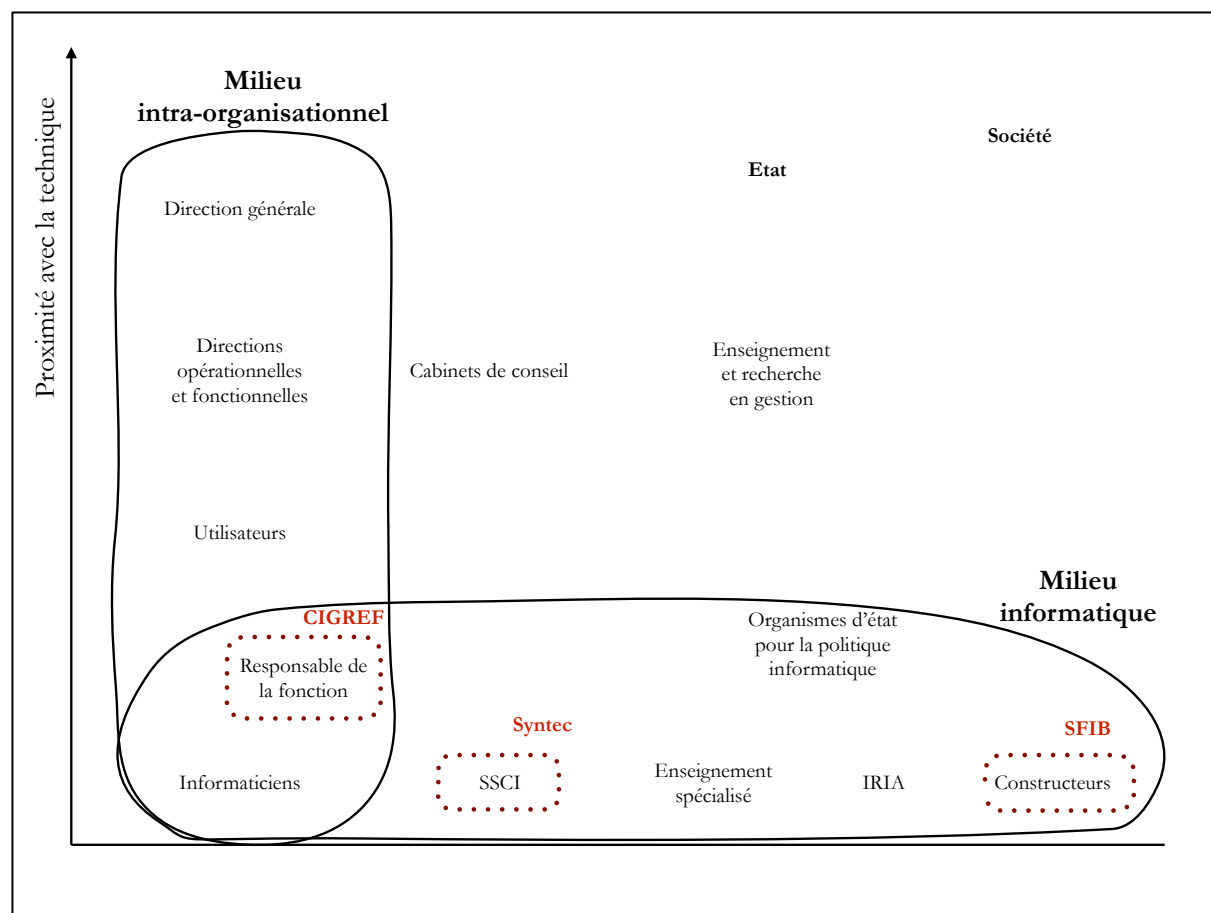 Milieu
intra-organisationnel
Société
Etat
Proximité avec la technique
Direction générale
Directions
opérationnelles
et fonctionnelles
Cabinets de conseil
Enseignement
et recherche
en gestion
Utilisateurs
Milieu
informatique
CIGREF
Organismes d'état
pour la politique
informatique
Responsable de
la fonction
Syntec
SFIB
Informaticiens
SSCI
Enseignement
spécialisé
IRIA
Constructeurs